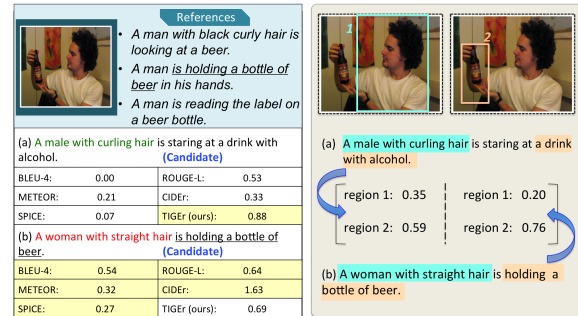 References
• A man with black curly hair is
looking at a beer.
• A man is holding a bottle of
beer in his hands.
• A man is reading the label on
a beer bottle.
(a) A male with curling hair is staring at a drink with
alcohol. (Candidate)
BLEU-4: 0.00 ROUGE-L: 0.53
METEOR: 0.21 CIDEr: 0.33
SPICE: 0.07 TIGEr (ours): 0.88
(b) A woman with straight hair is holding a bottle of
beer. (Candidate)
BLEU-4: 0.54 ROUGE-L: 0.64
METEOR: 0.32 CIDer: 1.63
SPICE: 0.27 TIGEr (ours): 0.69
1
2
(a) A male with curling hair is staring at a drink
with alcohol.
region 1: 0.35 region 1: 0.20
region 2: 0.59 region 2: 0.76
(b) A woman with straight hair is holding a
bottle of beer.